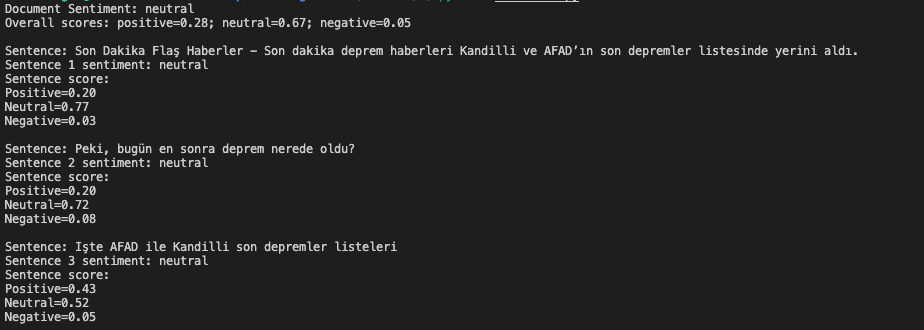 Document Sentiment: neutral
Overall scores: positive=0.28; neutral=0.67; negative=0.05
Sentence: Son Dakika Flaş Haberler – Son dakika deprem haberleri Kandilli ve AFAD’ın son depremler listesinde yerini aldı.
Sentence 1 sentiment: neutral
Sentence score:
Positive=0.20
Neutral=0.77
Negative=0.03
Sentence: Peki, bugün en sonra deprem nerede oldu?
Sentence 2 sentiment: neutral
Sentence score:
Positive=0.20
Neutral=0.72
Negative=0.08
Sentence: Işte AFAD ile Kandilli son depremler listeleri
Sentence 3 sentiment: neutral
Sentence score:
Positive=0.43
Neutral=0.52
Negative=0.05